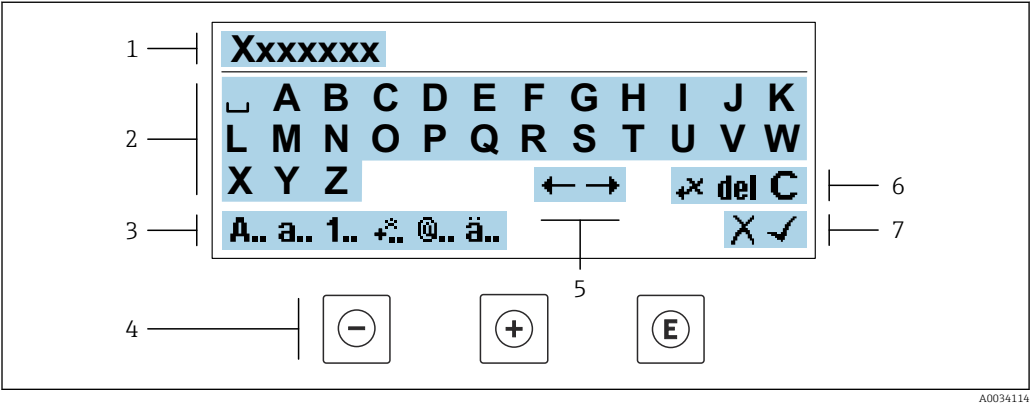 1
Xxxxxxx
2
␣ A B C D E F G H I J K
L M N O P Q R S T U V W
X Y Z
← →
+× del C
6
3
A.. a.. 1.. +×.. @.. ä..
X ✓
7
5
4
−
+
E
A0034114